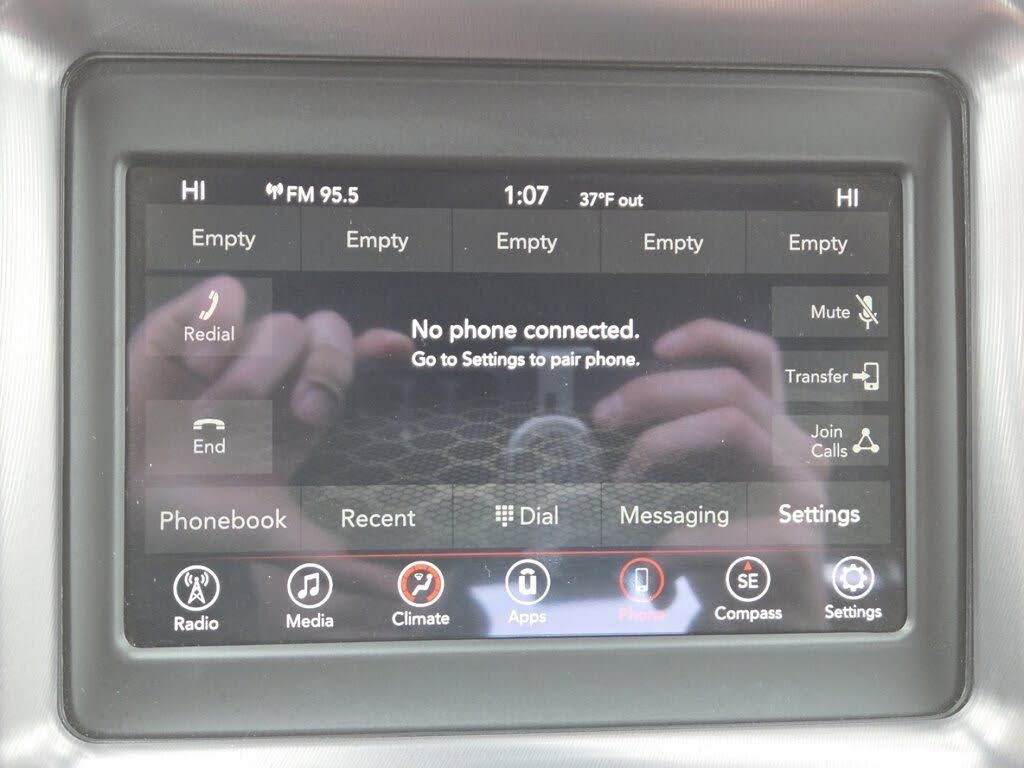 HI FM 95.5 1:07 37°F out HI
Empty Empty Empty Empty Empty
Redial
No phone connected.
Go to Settings to pair phone.
Mute
Transfer
End
Join
Calls
Phonebook Recent Dial Messaging Settings
SE
Radio Media Climate Apps Phone Compass Settings